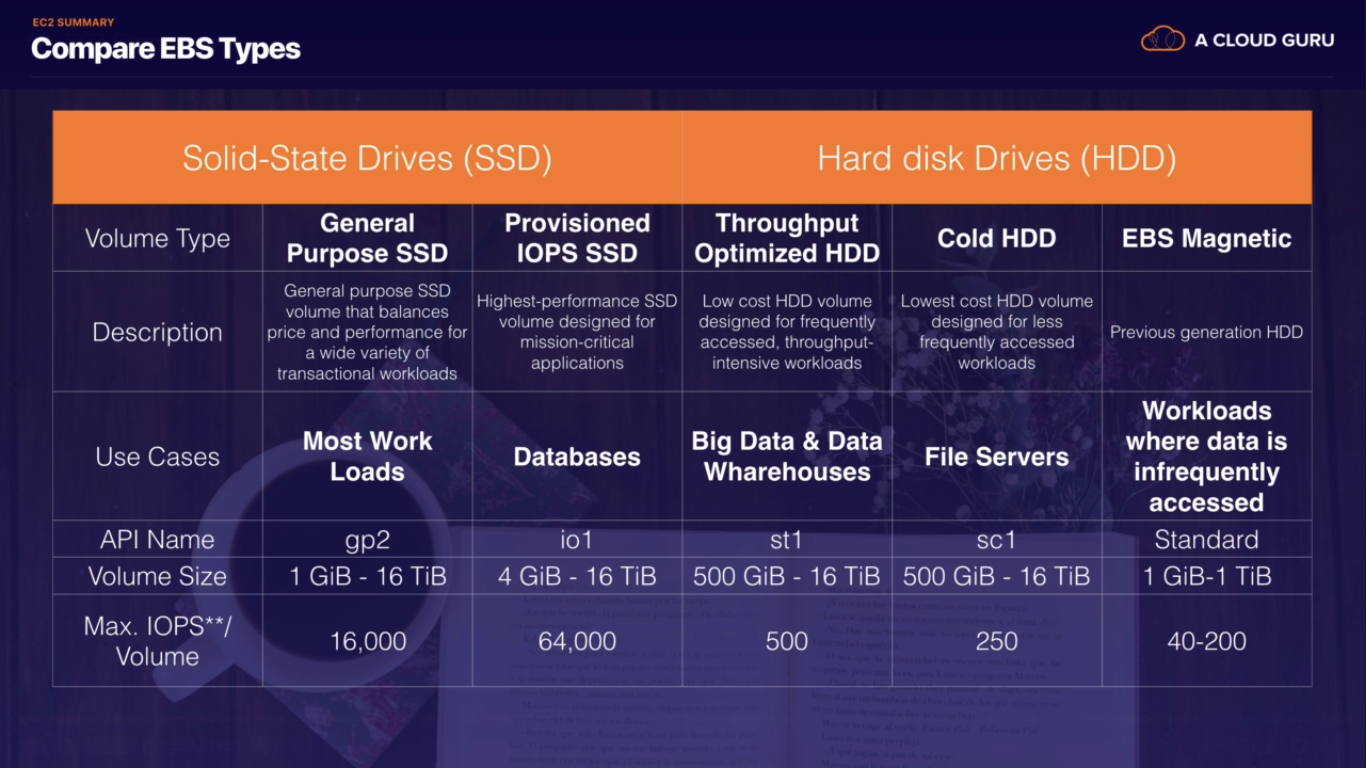 EC2 SUMMARY
Compare EBS Types
A CLOUD GURU
Solid-State Drives (SSD)
Hard disk Drives (HDD)
Volume Type
General
Purpose SSD
Provisioned
IOPS SSD
Throughput
Optimized HDD
Cold HDD
EBS Magnetic
Description
General purpose SSD
volume that balances
price and performance for
a wide variety of
transactional workloads
Highest-performance SSD
volume designed for
mission-critical
applications
Low cost HDD volume
designed for frequently
accessed, throughput-
intensive workloads
Lowest cost HDD volume
designed for less
frequently accessed
workloads
Previous generation HDD
Use Cases
Most Work
Loads
Databases
Big Data & Data
Wharehouses
File Servers
Workloads
where data is
infrequently
accessed
API Name
gp2
io1
st1
sc1
Standard
Volume Size
1 GiB - 16 TiB
4 GiB - 16 TiB
500 GiB - 16 TiB
500 GiB - 16 TiB
1 GiB-1 TiB
Max. IOPS**/
Volume
16,000
64,000
500
250
40-200